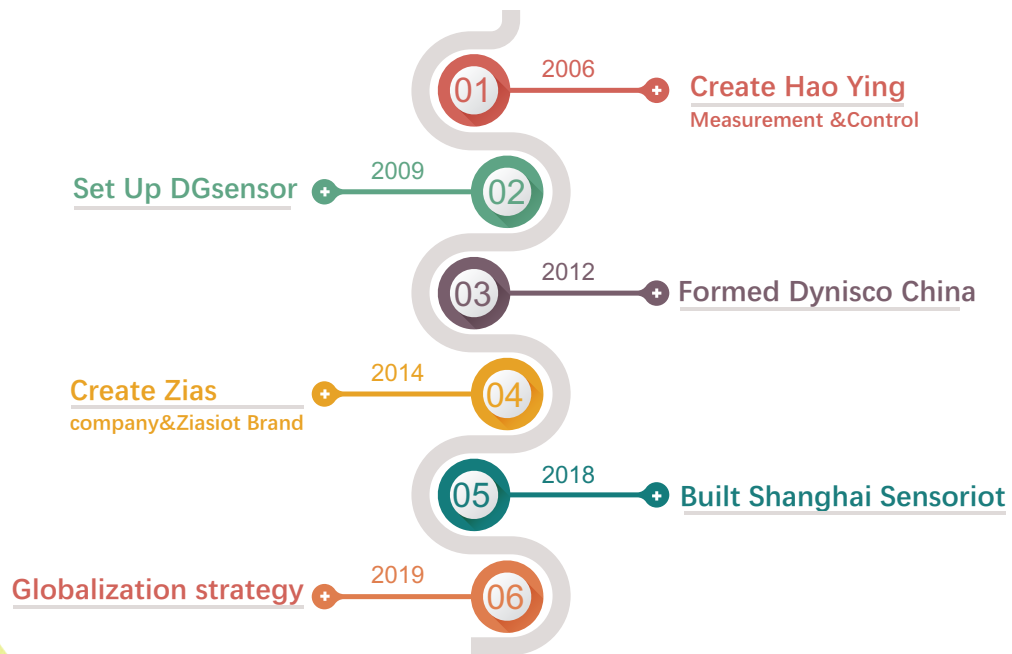 01
2006
Create Hao Ying
Measurement &Control
2009
Set Up DGsensor
02
2012
03
Formed Dynisco China
2014
Create Zias
company&Ziasiot Brand
04
2018
05
Built Shanghai Sensoriot
2019
Globalization strategy
06